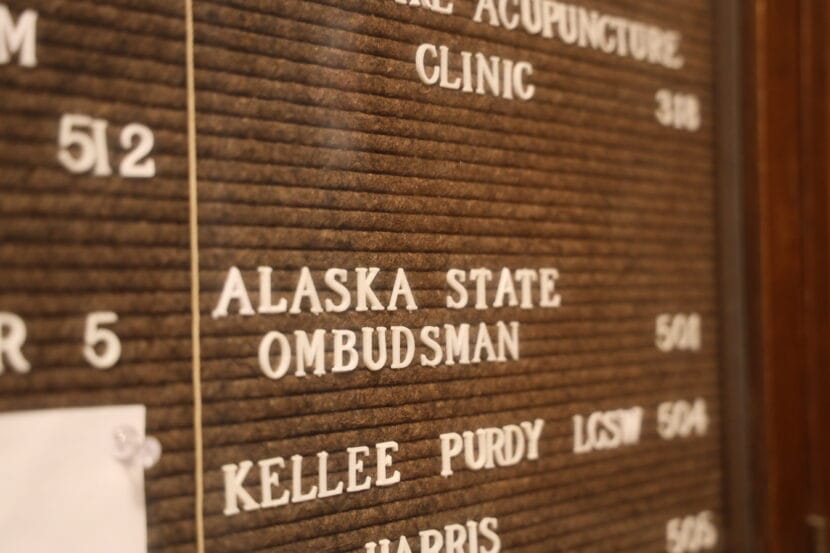 M
512
R 5
ACUPUNCTURE
CLINIC
318
ALASKA STATE
OMBUDSMAN 501
KELLEE PURDY LCSW 504
HARRIS 505